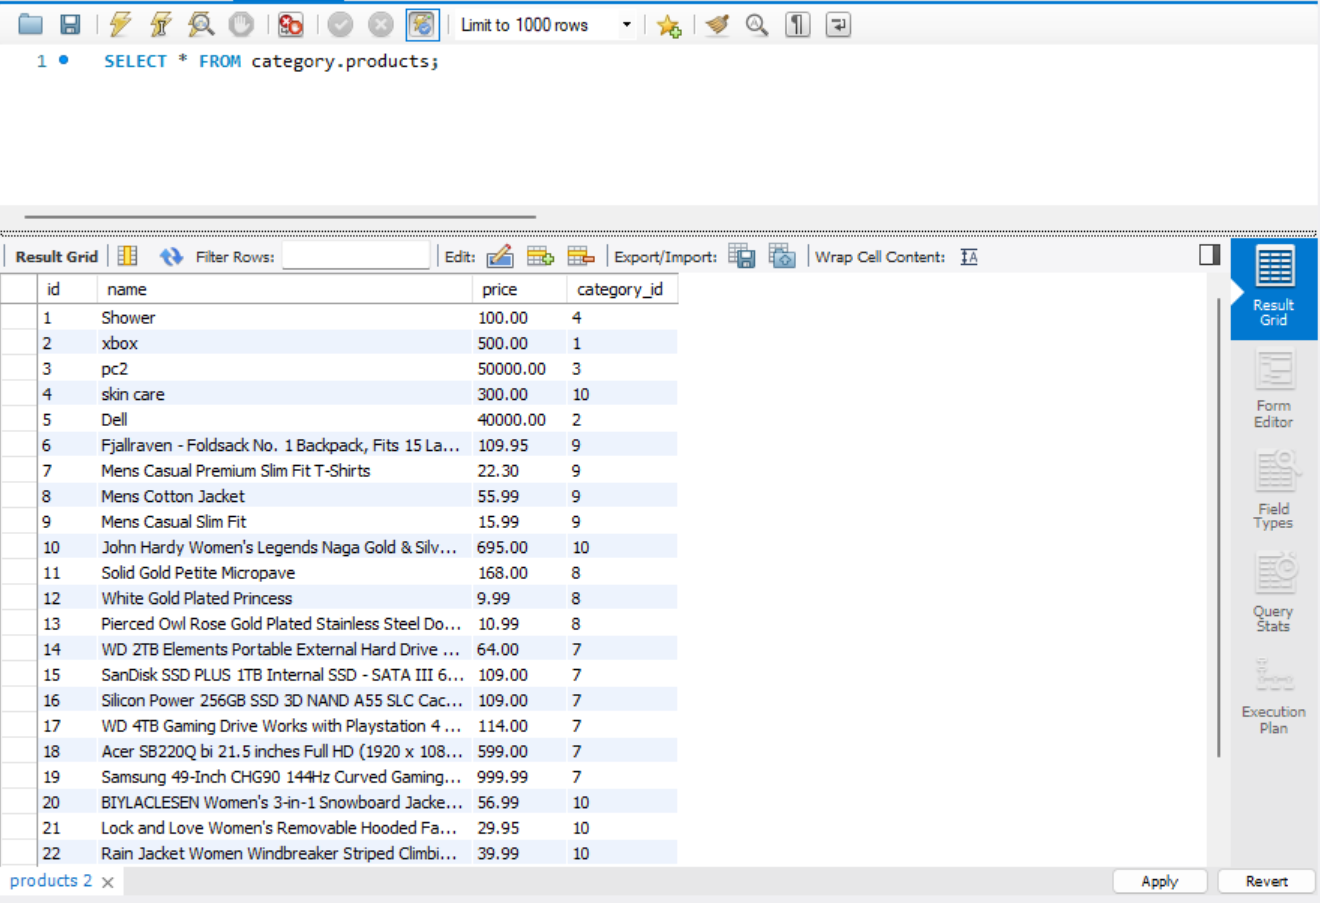 Limit to 1000 rows
1 SELECT * FROM category.products;
Result Grid Filter Rows: Edit: Export/Import: Wrap Cell Content: IA
id name price category_id
1 Shower 100.00 4
2 xbox 500.00 1
3 pc2 50000.00 3
4 skin care 300.00 10
5 Dell 40000.00 2
6 Fjallraven - Foldsack No. 1 Backpack, Fits 15 La... 109.95 9
7 Mens Casual Premium Slim Fit T-Shirts 22.30 9
8 Mens Cotton Jacket 55.99 9
9 Mens Casual Slim Fit 15.99 9
10 John Hardy Women's Legends Naga Gold & Silv... 695.00 10
11 Solid Gold Petite Micropave 168.00 8
12 White Gold Plated Princess 9.99 8
13 Pierced Owl Rose Gold Plated Stainless Steel Do... 10.99 8
14 WD 2TB Elements Portable External Hard Drive ... 64.00 7
15 SanDisk SSD PLUS 1TB Internal SSD - SATA III 6... 109.00 7
16 Silicon Power 256GB SSD 3D NAND A55 SLC Cac... 109.00 7
17 WD 4TB Gaming Drive Works with Playstation 4 ... 114.00 7
18 Acer SB220Q bi 21.5 inches Full HD (1920 x 108... 599.00 7
19 Samsung 49-Inch CHG90 144Hz Curved Gaming... 999.99 7
20 BIYLACLESEN Women's 3-in-1 Snowboard Jacke... 56.99 10
21 Lock and Love Women's Removable Hooded Fa... 29.95 10
22 Rain Jacket Women Windbreaker Striped Climbi... 39.99 10
Result
Grid
Form
Editor
Field
Types
Query
Stats
Execution
Plan
products 2 Apply Revert